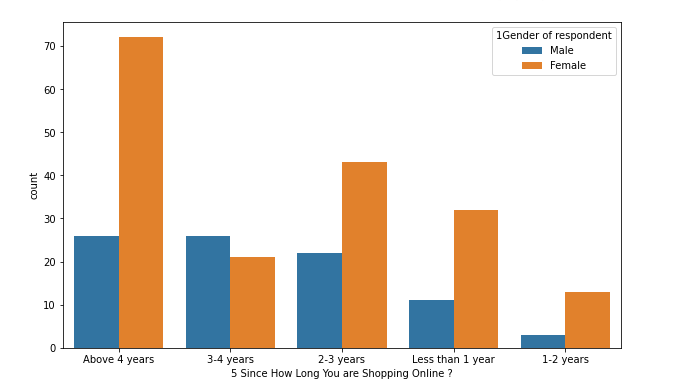 1Gender of respondent
Male
Female
70
60
50
40
30
20
10
0
count
Above 4 years
3-4 years
2-3 years
Less than 1 year
1-2 years
5 Since How Long You are Shopping Online ?